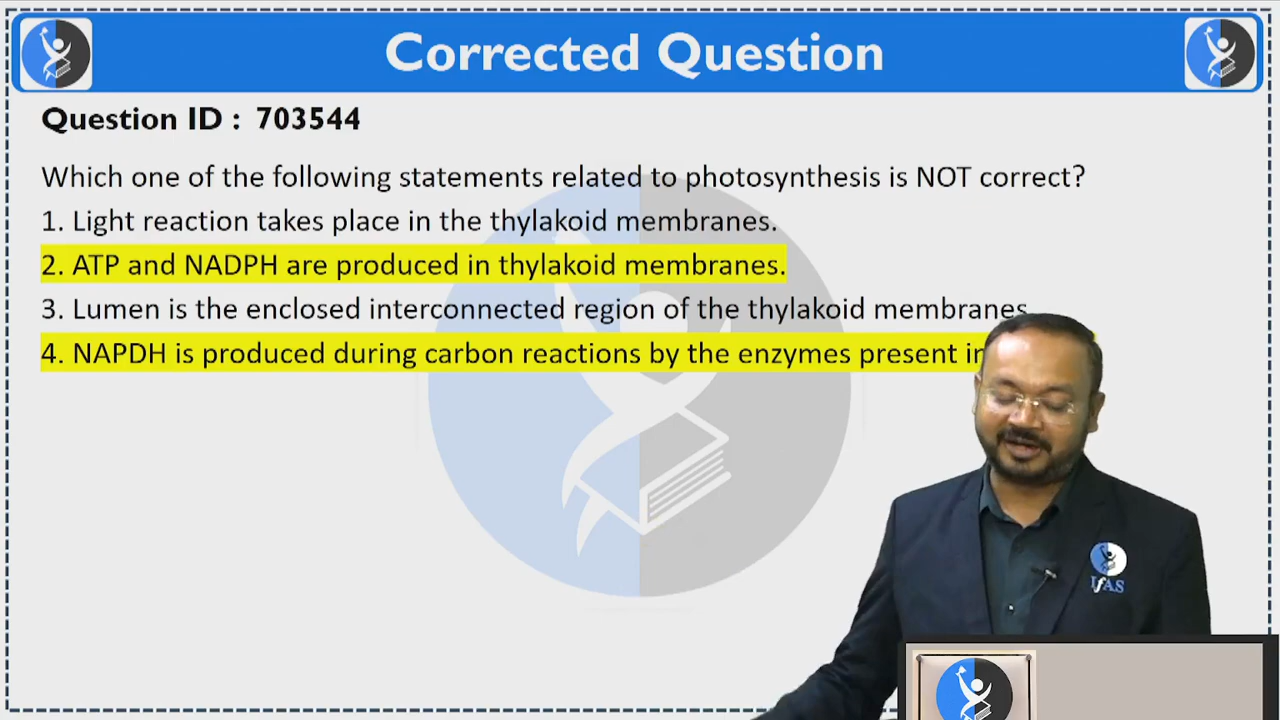 Corrected Question
Question ID : 703544
Which one of the following statements related to photosynthesis is NOT correct?
1. Light reaction takes place in the thylakoid membranes.
2. ATP and NADPH are produced in thylakoid membranes.
3. Lumen is the enclosed interconnected region of the thylakoid membranes
4. NAPDH is produced during carbon reactions by the enzymes present in
IfAS